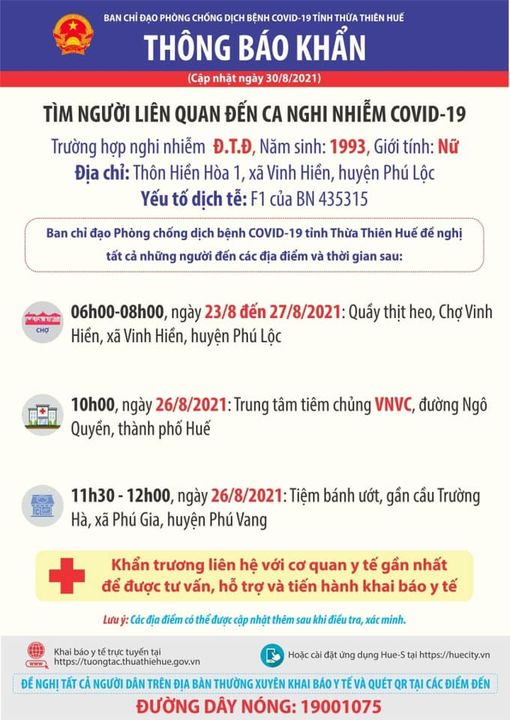 BAN CHỈ ĐẠO PHÒNG CHỐNG DỊCH BỆNH COVID-19 TỈNH THỪA THIÊN HUẾ
THÔNG BÁO KHẨN
(Cập nhật ngày 30/8/2021)
TÌM NGƯỜI LIÊN QUAN ĐẾN CA NGHI NHIỄM COVID-19
Trường hợp nghi nhiễm Đ.T.Đ, Năm sinh: 1993, Giới tính: Nữ
Địa chỉ: Thôn Hiền Hòa 1, xã Vinh Hiền, huyện Phú Lộc
Yếu tố dịch tễ: F1 của BN 435315
Ban chỉ đạo Phòng chống dịch bệnh COVID-19 tỉnh Thừa Thiên Huế đề nghị
tất cả những người đến các địa điểm và thời gian sau:
CHỢ
06h00-08h00, ngày 23/8 đến 27/8/2021: Quầy thịt heo, Chợ Vinh
Hiền, xã Vinh Hiền, huyện Phú Lộc
10h00, ngày 26/8/2021: Trung tâm tiêm chủng VNVC, đường Ngô
Quyền, thành phố Huế
11h30 - 12h00, ngày 26/8/2021: Tiệm bánh ướt, gần cầu Trường
Hà, xã Phú Gia, huyện Phú Vang
Khẩn trương liên hệ với cơ quan y tế gần nhất
để được tư vấn, hỗ trợ và tiến hành khai báo y tế
Lưu ý: Các địa điểm có thể được cập nhật thêm sau khi điều tra, xác minh.
Khai báo y tế trực tuyến tại
https://tuongtac.thuathiehue.gov.vn
Hoặc cài đặt ứng dụng Hue-S tại https://huecity.vn
ĐỀ NGHỊ TẤT CẢ NGƯỜI DÂN TRÊN ĐỊA BÀN THƯỜNG XUYÊN KHAI BÁO Y TẾ VÀ QUÉT QR TẠI CÁC ĐIỂM ĐẾN
ĐƯỜNG DÂY NÓNG: 19001075